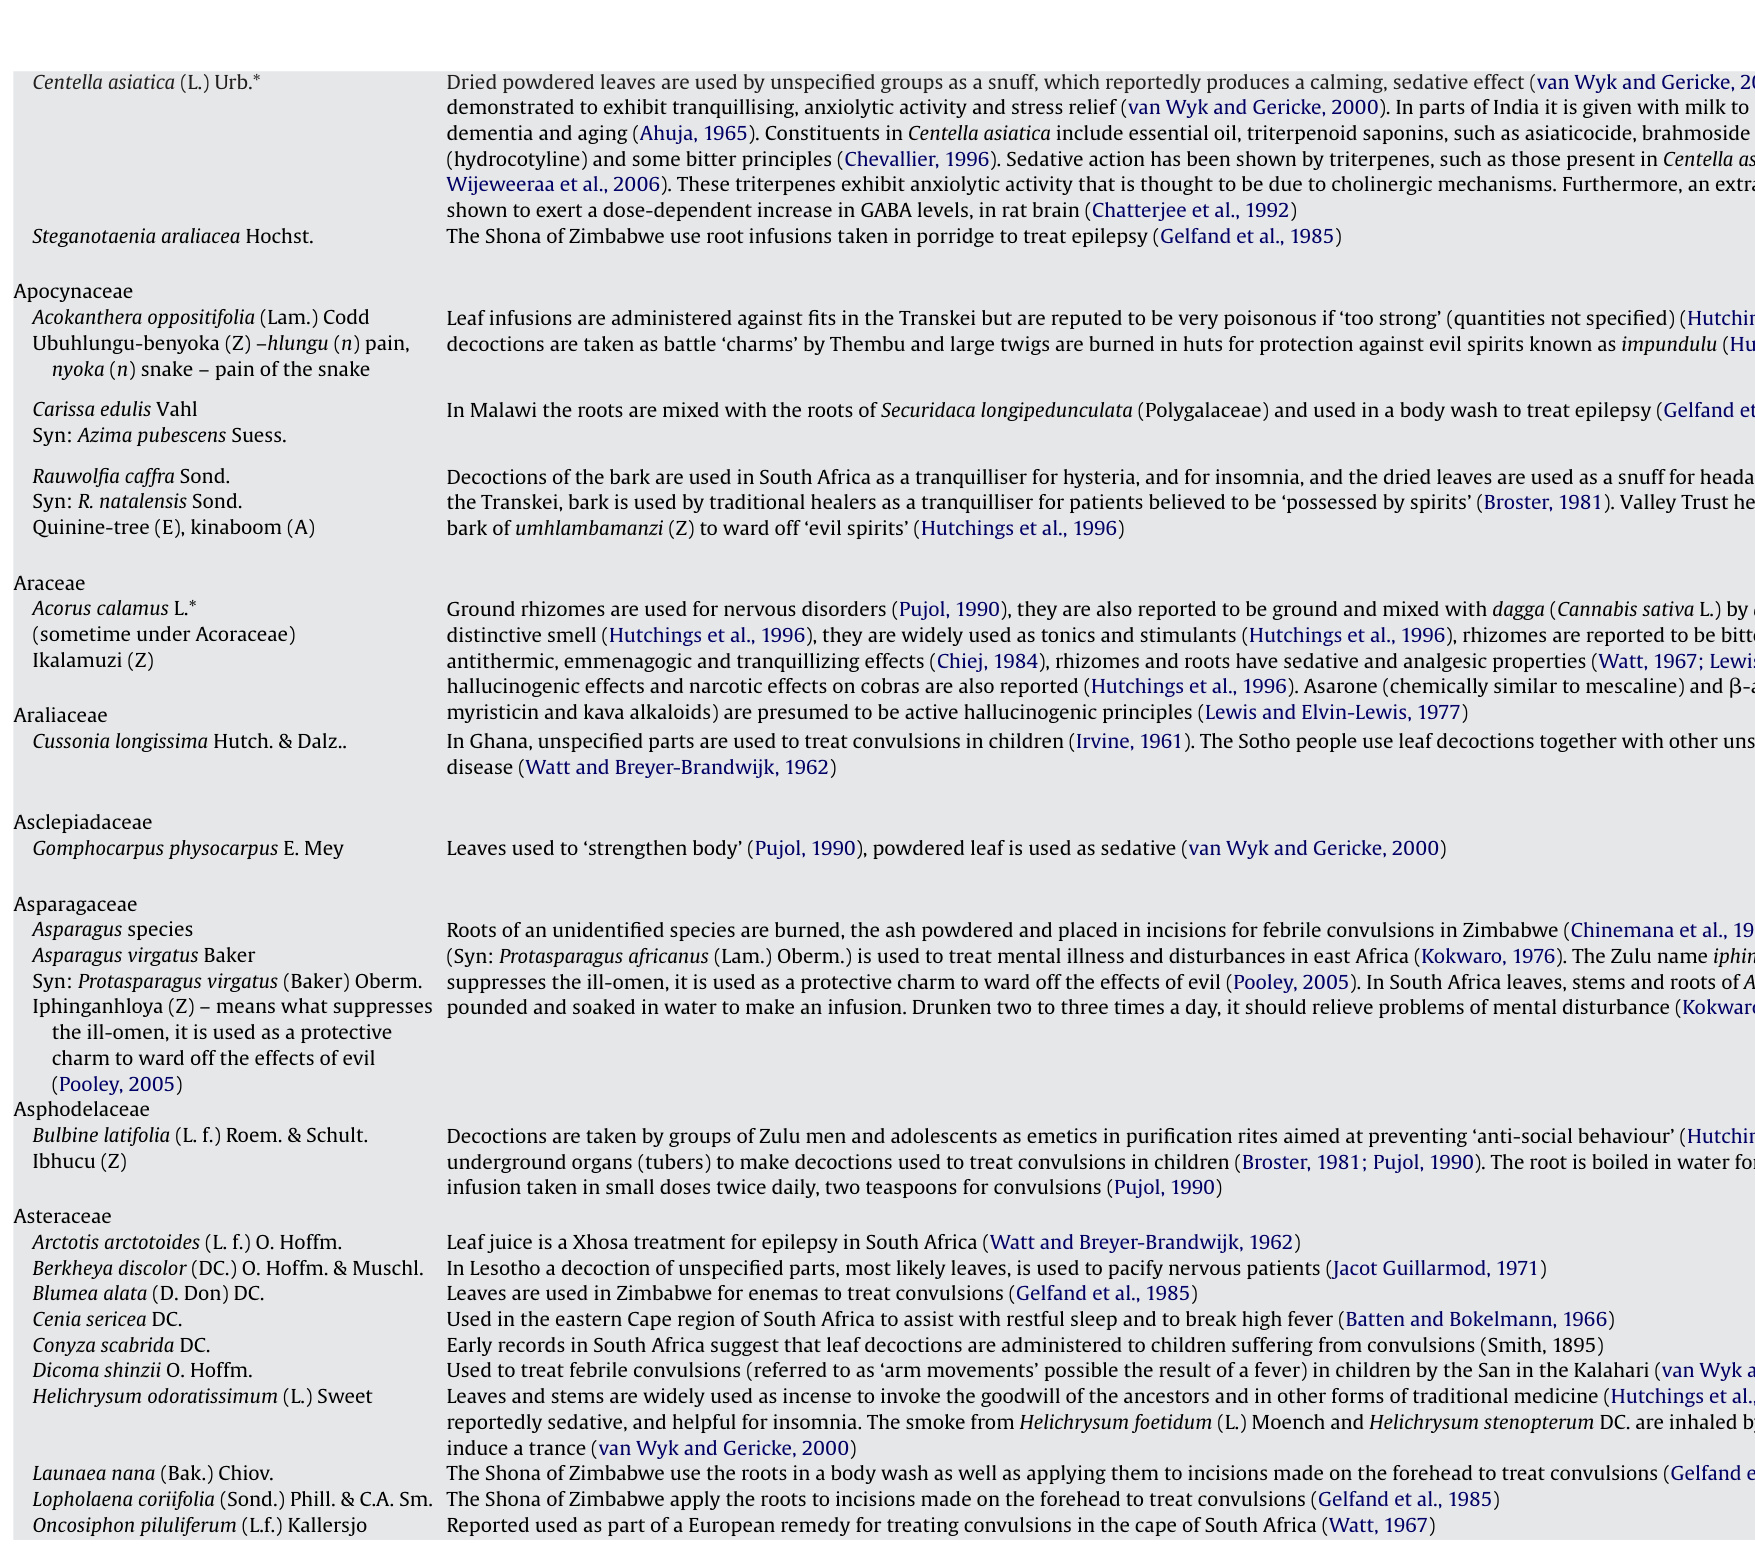 Centella asiatica (L.) Urb.* Dried powdered leaves are used by unspecified groups as a snuff, which reportedly produces a calming, sedative effect (van Wyk and Gericke,
demonstrated to exhibit tranquillising, anxiolytic activity and stress relief (van Wyk and Gericke, 2000). In parts of India it is given with milk to
dementia and aging (Ahuja, 1965). Constituents in Centella asiatica include essential oil, triterpenoid saponins, such as asiaticocide, brahmoside
(hydrocotyline) and some bitter principles (Chevallier, 1996). Sedative action has been shown by triterpenes, such as those present in Centella
Wijeweeraa et al., 2006). These triterpenes exhibit anxiolytic activity that is thought to be due to cholinergic mechanisms. Furthermore, an
shown to exert a dose-dependent increase in GABA levels, in rat brain (Chatterjee et al., 1992)
Steganotaenia araliacea Hochst. The Shona of Zimbabwe use root infusions taken in porridge to treat epilepsy (Gelfand et al., 1985)
Apocynaceae
Acokanthera oppositifolia (Lam.) Codd Leaf infusions are administered against fits in the Transkei but are reputed to be very poisonous if ‘too strong’ (quantities not specified)
Ubuhlungu-benyoka (Z) –hlungu (n) pain, decoctions are taken as battle ‘charms’ by Thembu and large twigs are burned in huts for protection against evil spirits known as impundulu
nyoka (n) snake – pain of the snake
Carissa edulis Vahl In Malawi the roots are mixed with the roots of Securidaca longipedunculata (Polygalaceae) and used in a body wash to treat epilepsy (Gelfand et
Syn: Azima pubescens Suess.
Rauwolfia caffra Sond. Decoctions of the bark are used in South Africa as a tranquilliser for hysteria, and for insomnia, and the dried leaves are used as a snuff for
Syn: R. natalensis Sond. the Transkei, bark is used by traditional healers as a tranquilliser for patients believed to be ‘possessed by spirits’ (Broster, 1981). Valley Trust
Quinine-tree (E), kinaboom (A) bark of umhlambamanzi (Z) to ward off ‘evil spirits’ (Hutchings et al., 1996)
Araceae
Acorus calamus L.* Ground rhizomes are used for nervous disorders (Pujol, 1990), they are also reported to be ground and mixed with dagga (Cannabis sativa L.) by
(sometime under Acoraceae) distinctive smell (Hutchings et al., 1996), they are widely used as tonics and stimulants (Hutchings et al., 1996), rhizomes are reported to be
Ikalamuzi (Z) antithermic, emmenagogic and tranquillizing effects (Chiej, 1984), rhizomes and roots have sedative and analgesic properties (Watt, 1967;
hallucinogenic effects and narcotic effects on cobras are also reported (Hutchings et al., 1996). Asarone (chemically similar to mescaline) and
Araliaceae myristicin and kava alkaloids) are presumed to be active hallucinogenic principles (Lewis and Elvin-Lewis, 1977)
Cussonia longissima Hutch. & Dalz.. In Ghana, unspecified parts are used to treat convulsions in children (Irvine, 1961). The Sotho people use leaf decoctions together with other
disease (Watt and Breyer-Brandwijk, 1962)
Asclepiadaceae
Gomphocarpus physocarpus E. Mey Leaves used to ‘strengthen body’ (Pujol, 1990), powdered leaf is used as sedative (van Wyk and Gericke, 2000)
Asparagaceae
Asparagus species Roots of an unidentified species are burned, the ash powdered and placed in incisions for febrile convulsions in Zimbabwe (Chinemana et al.,
Asparagus virgatus Baker (Syn: Protasparagus africanus (Lam.) Oberm.) is used to treat mental illness and disturbances in east Africa (Kokwaro, 1976). The Zulu name
Syn: Protasparagus virgatus (Baker) Oberm. suppresses the ill-omen, it is used as a protective charm to ward off the effects of evil (Pooley, 2005). In South Africa leaves, stems and roots of
Iphinganhloya (Z) – means what suppresses pounded and soaked in water to make an infusion. Drunken two to three times a day, it should relieve problems of mental disturbance
the ill-omen, it is used as a protective
charm to ward off the effects of evil
(Pooley, 2005)
Asphodelaceae
Bulbine latifolia (L. f.) Roem. & Schult. Decoctions are taken by groups of Zulu men and adolescents as emetics in purification rites aimed at preventing ‘anti-social behaviour’
Ibhucu (Z) underground organs (tubers) to make decoctions used to treat convulsions in children (Broster, 1981; Pujol, 1990). The root is boiled in water
infusion taken in small doses twice daily, two teaspoons for convulsions (Pujol, 1990)
Asteraceae
Arctotis arctotoides (L. f.) O. Hoffm. Leaf juice is a Xhosa treatment for epilepsy in South Africa (Watt and Breyer-Brandwijk, 1962)
Berkheya discolor (DC.) O. Hoffm. & Muschl. In Lesotho a decoction of unspecified parts, most likely leaves, is used to pacify nervous patients (Jacot Guillarmod, 1971)
Blumea alata (D. Don) DC. Leaves are used in Zimbabwe for enemas to treat convulsions (Gelfand et al., 1985)
Cenia sericea DC. Used in the eastern Cape region of South Africa to assist with restful sleep and to break high fever (Batten and Bokelmann, 1966)
Conyza scabrida DC. Early records in South Africa suggest that leaf decoctions are administered to children suffering from convulsions (Smith, 1895)
Dicoma shinzii O. Hoffm. Used to treat febrile convulsions (referred to as ‘arm movements’ possible the result of a fever) in children by the San in the Kalahari (van Wyk
Helichrysum odoratissimum (L.) Sweet Leaves and stems are widely used as incense to invoke the goodwill of the ancestors and in other forms of traditional medicine (Hutchings et al.,
reportedly sedative, and helpful for insomnia. The smoke from Helichrysum foetidum (L.) Moench and Helichrysum stenopterum DC. are inhaled
induce a trance (van Wyk and Gericke, 2000)
Launaea nana (Bak.) Chiov. The Shona of Zimbabwe use the roots in a body wash as well as applying them to incisions made on the forehead to treat convulsions (Gelfand
Lopholaena coriifolia (Sond.) Phill. & C.A. Sm. The Shona of Zimbabwe apply the roots to incisions made on the forehead to treat convulsions (Gelfand et al., 1985)
Oncosiphon piluliferum (L.f.) Kallersjo Reported used as part of a European remedy for treating convulsions in the cape of South Africa (Watt, 1967)